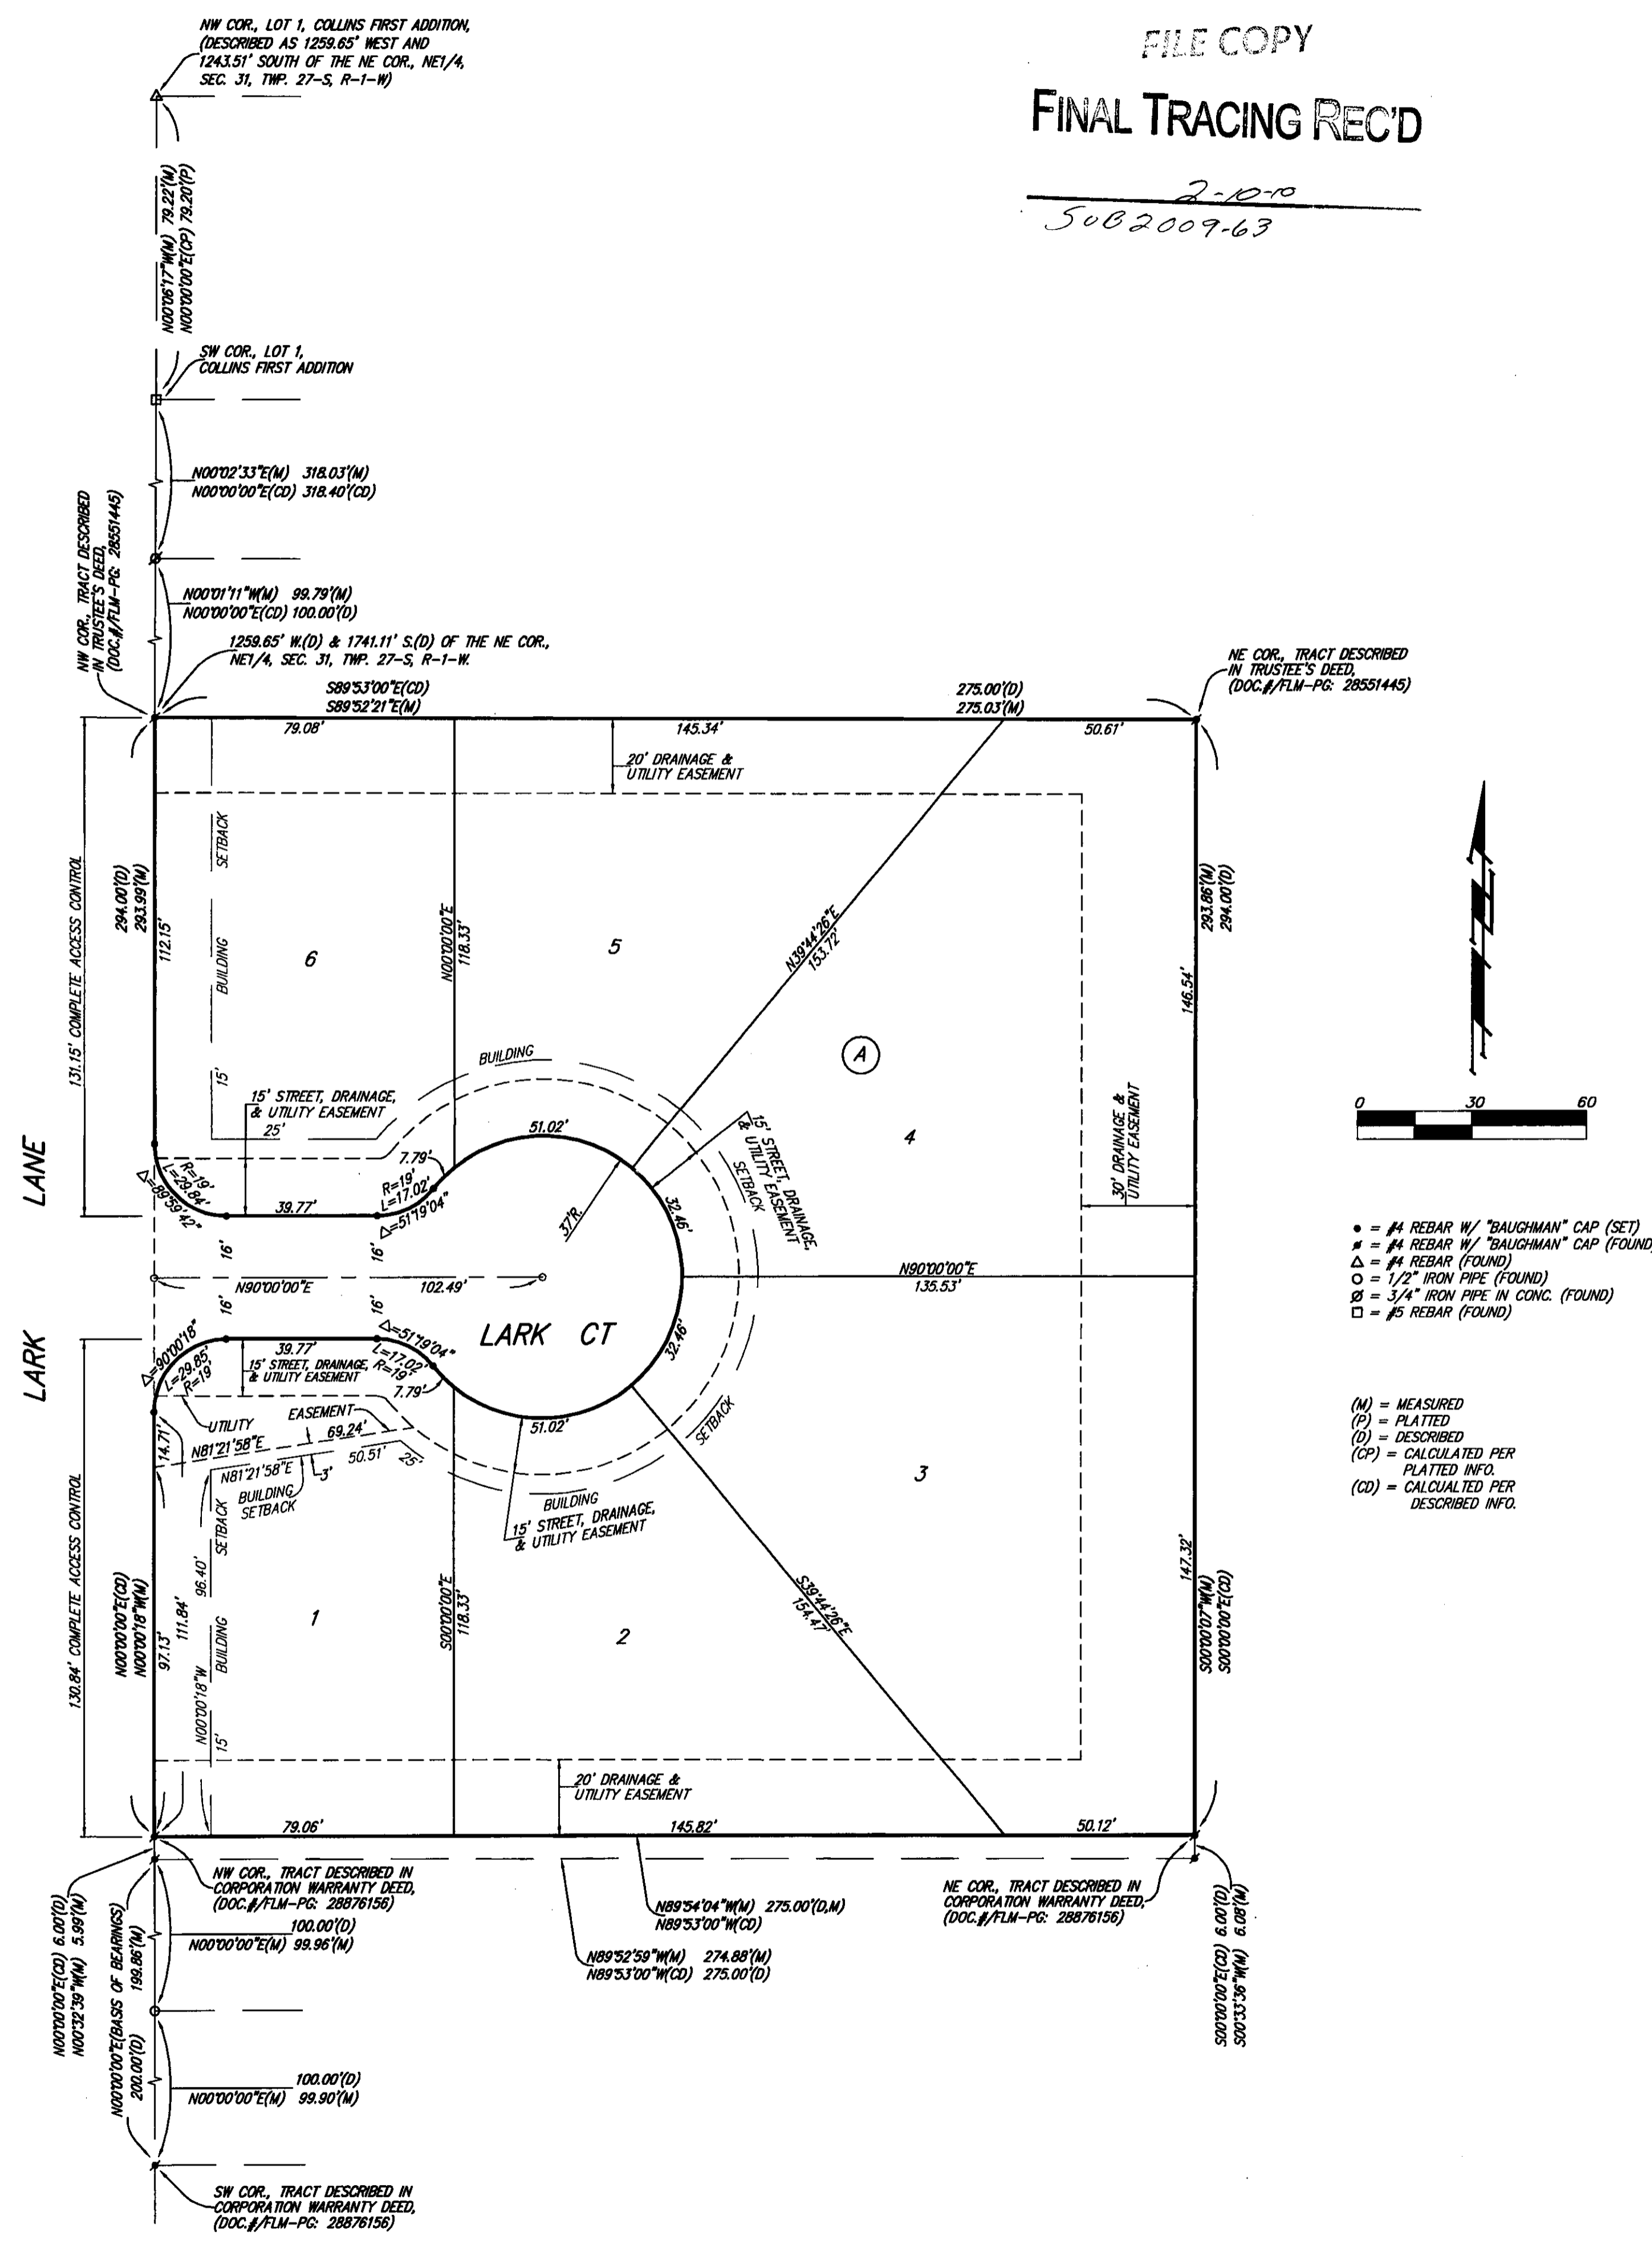 FILE COPY
FINAL TRACING REC'D
2-10-10
SUB2009-63
NW COR., LOT 1, COLLINS FIRST ADDITION,
(DESCRIBED AS 1259.65' WEST AND
1243.51' SOUTH OF THE NE COR., NE1/4,
SEC. 31, TWP. 27-S, R-1-W)
N00°06'17"W(M) 79.22'(M)
N00°00'00"E(CP) 79.20'(P)
SW COR., LOT 1,
COLLINS FIRST ADDITION
N00°02'33"E(M) 318.03'(M)
N00°00'00"E(CD) 318.40'(CD)
NW COR., TRACT DESCRIBED
IN TRUSTEE'S DEED,
(DOC.#/FLM-PG: 28551445)
N00°01'11"W(M) 99.79'(M)
N00°00'00"E(CD) 100.00'(D)
1259.65' W.(D) & 1741.11' S.(D) OF THE NE COR.,
NE1/4, SEC. 31, TWP. 27-S, R-1-W.
NE COR., TRACT DESCRIBED
IN TRUSTEE'S DEED,
(DOC.#/FLM-PG: 28551445)
S89°53'00"E(CD)
S89°52'21"E(M)
275.00'(D)
275.03'(M)
79.08'
145.34'
50.61'
20' DRAINAGE &
UTILITY EASEMENT
131.15' COMPLETE ACCESS CONTROL
294.00'(D)
293.99'(M)
112.15'
SETBACK
BUILDING
15'
6
N00°00'00"E
118.33'
5
N39°44'26"E
153.72'
293.86'(M)
294.00'(D)
146.54'
A
4
BUILDING
15' STREET, DRAINAGE,
& UTILITY EASEMENT
25'
15' STREET, DRAINAGE,
& UTILITY EASEMENT
SETBACK
30' DRAINAGE &
UTILITY EASEMENT
0 30 60
LANE
R=19'
L=29.84'
Δ=89°59'42"
39.77'
7.79'
R=19'
L=17.02'
Δ=51°19'04"
51.02'
37'R.
32.46'
16'
16'
N90°00'00"E
102.49'
N90°00'00"E
135.53'
● = #4 REBAR W/ "BAUGHMAN" CAP (SET)
= #4 REBAR W/ "BAUGHMAN" CAP (FOUND)
△ = #4 REBAR (FOUND)
○ = 1/2" IRON PIPE (FOUND)
Ø = 3/4" IRON PIPE IN CONC. (FOUND)
□ = #5 REBAR (FOUND)
LARK
16'
16'
LARK CT
32.46'
Δ=90°00'18"
L=29.85'
R=19'
39.77'
Δ=51°19'04"
L=17.02'
R=19'
7.79'
51.02'
15' STREET, DRAINAGE,
& UTILITY EASEMENT
UTILITY EASEMENT
N81°21'58"E 69.24'
14.71'
N81°21'58"E 50.51'
3'
25'
BUILDING
SETBACK
SETBACK
BUILDING
15' STREET, DRAINAGE,
& UTILITY EASEMENT
(M) = MEASURED
(P) = PLATTED
(D) = DESCRIBED
(CP) = CALCULATED PER
PLATTED INFO.
(CD) = CALCUALTED PER
DESCRIBED INFO.
130.84' COMPLETE ACCESS CONTROL
N00°00'00"E(CD)
N00°00'18"W(M)
97.13'
111.84'
N00°00'18"W 96.40'
15' BUILDING SETBACK
1
S00°00'00"E
118.33'
2
S39°44'26"E
154.47'
3
147.32'
S00°00'07"W(M)
S00°00'00"E(CD)
20' DRAINAGE &
UTILITY EASEMENT
79.06'
145.82'
50.12'
NW COR., TRACT DESCRIBED IN
CORPORATION WARRANTY DEED,
(DOC.#/FLM-PG: 28876156)
N89°54'04"W(M) 275.00'(D,M)
N89°53'00"W(CD)
NE COR., TRACT DESCRIBED IN
CORPORATION WARRANTY DEED,
(DOC.#/FLM-PG: 28876156)
N89°52'59"W(M) 274.88'(M)
N89°53'00"W(CD) 275.00'(D)
N00°00'00"E(CD) 6.00'(D)
N00°32'39"W(M) 5.99'(M)
N00°00'00"E(BASIS OF BEARINGS)
200.00'(D) 199.86'(M)
100.00'(D)
N00°00'00"E(M) 99.96'(M)
S00°00'00"E(CD) 6.00'(D)
S00°33'36"W(M) 6.08'(M)
100.00'(D)
N00°00'00"E(M) 99.90'(M)
SW COR., TRACT DESCRIBED IN
CORPORATION WARRANTY DEED,
(DOC.#/FLM-PG: 28876156)